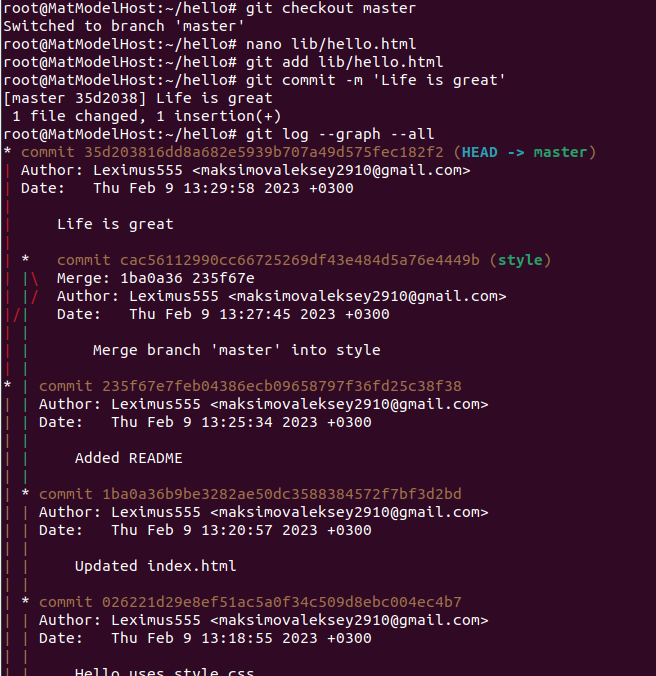 root@MatModelHost:~/hello# git checkout master
Switched to branch 'master'
root@MatModelHost:~/hello# nano lib/hello.html
root@MatModelHost:~/hello# git add lib/hello.html
root@MatModelHost:~/hello# git commit -m 'Life is great'
[master 35d2038] Life is great
 1 file changed, 1 insertion(+)
root@MatModelHost:~/hello# git log --graph --all
* commit 35d203816dd8a682e5939b707a49d575fec182f2 (HEAD -> master)
| Author: Leximus555 <maksimovaleksey2910@gmail.com>
| Date:   Thu Feb 9 13:29:58 2023 +0300
|
|     Life is great
|
| *   commit cac56112990cc66725269df43e484d5a76e4449b (style)
| |\  Merge: 1ba0a36 235f67e
| |/  Author: Leximus555 <maksimovaleksey2910@gmail.com>
|/|   Date:   Thu Feb 9 13:27:45 2023 +0300
| |
| |       Merge branch 'master' into style
| |
* | commit 235f67e7feb04386ecb09658797f36fd25c38f38
| | Author: Leximus555 <maksimovaleksey2910@gmail.com>
| | Date:   Thu Feb 9 13:25:34 2023 +0300
| |
| |     Added README
| |
| * commit 1ba0a36b9be3282ae50dc3588384572f7bf3d2bd
| | Author: Leximus555 <maksimovaleksey2910@gmail.com>
| | Date:   Thu Feb 9 13:20:57 2023 +0300
| |
| |     Updated index.html
| |
| * commit 026221d29e8ef51ac5a0f34c509d8ebc004ec4b7
| | Author: Leximus555 <maksimovaleksey2910@gmail.com>
| | Date:   Thu Feb 9 13:18:55 2023 +0300
| |
| |     Hello uses style.css